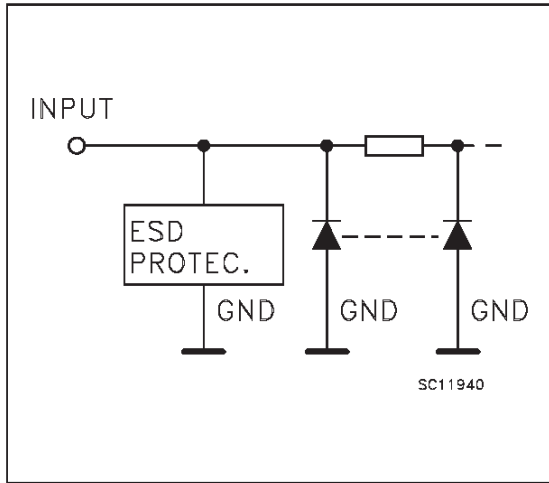 INPUT
ESD
PROTEC.
GND
GND
GND
SC11940